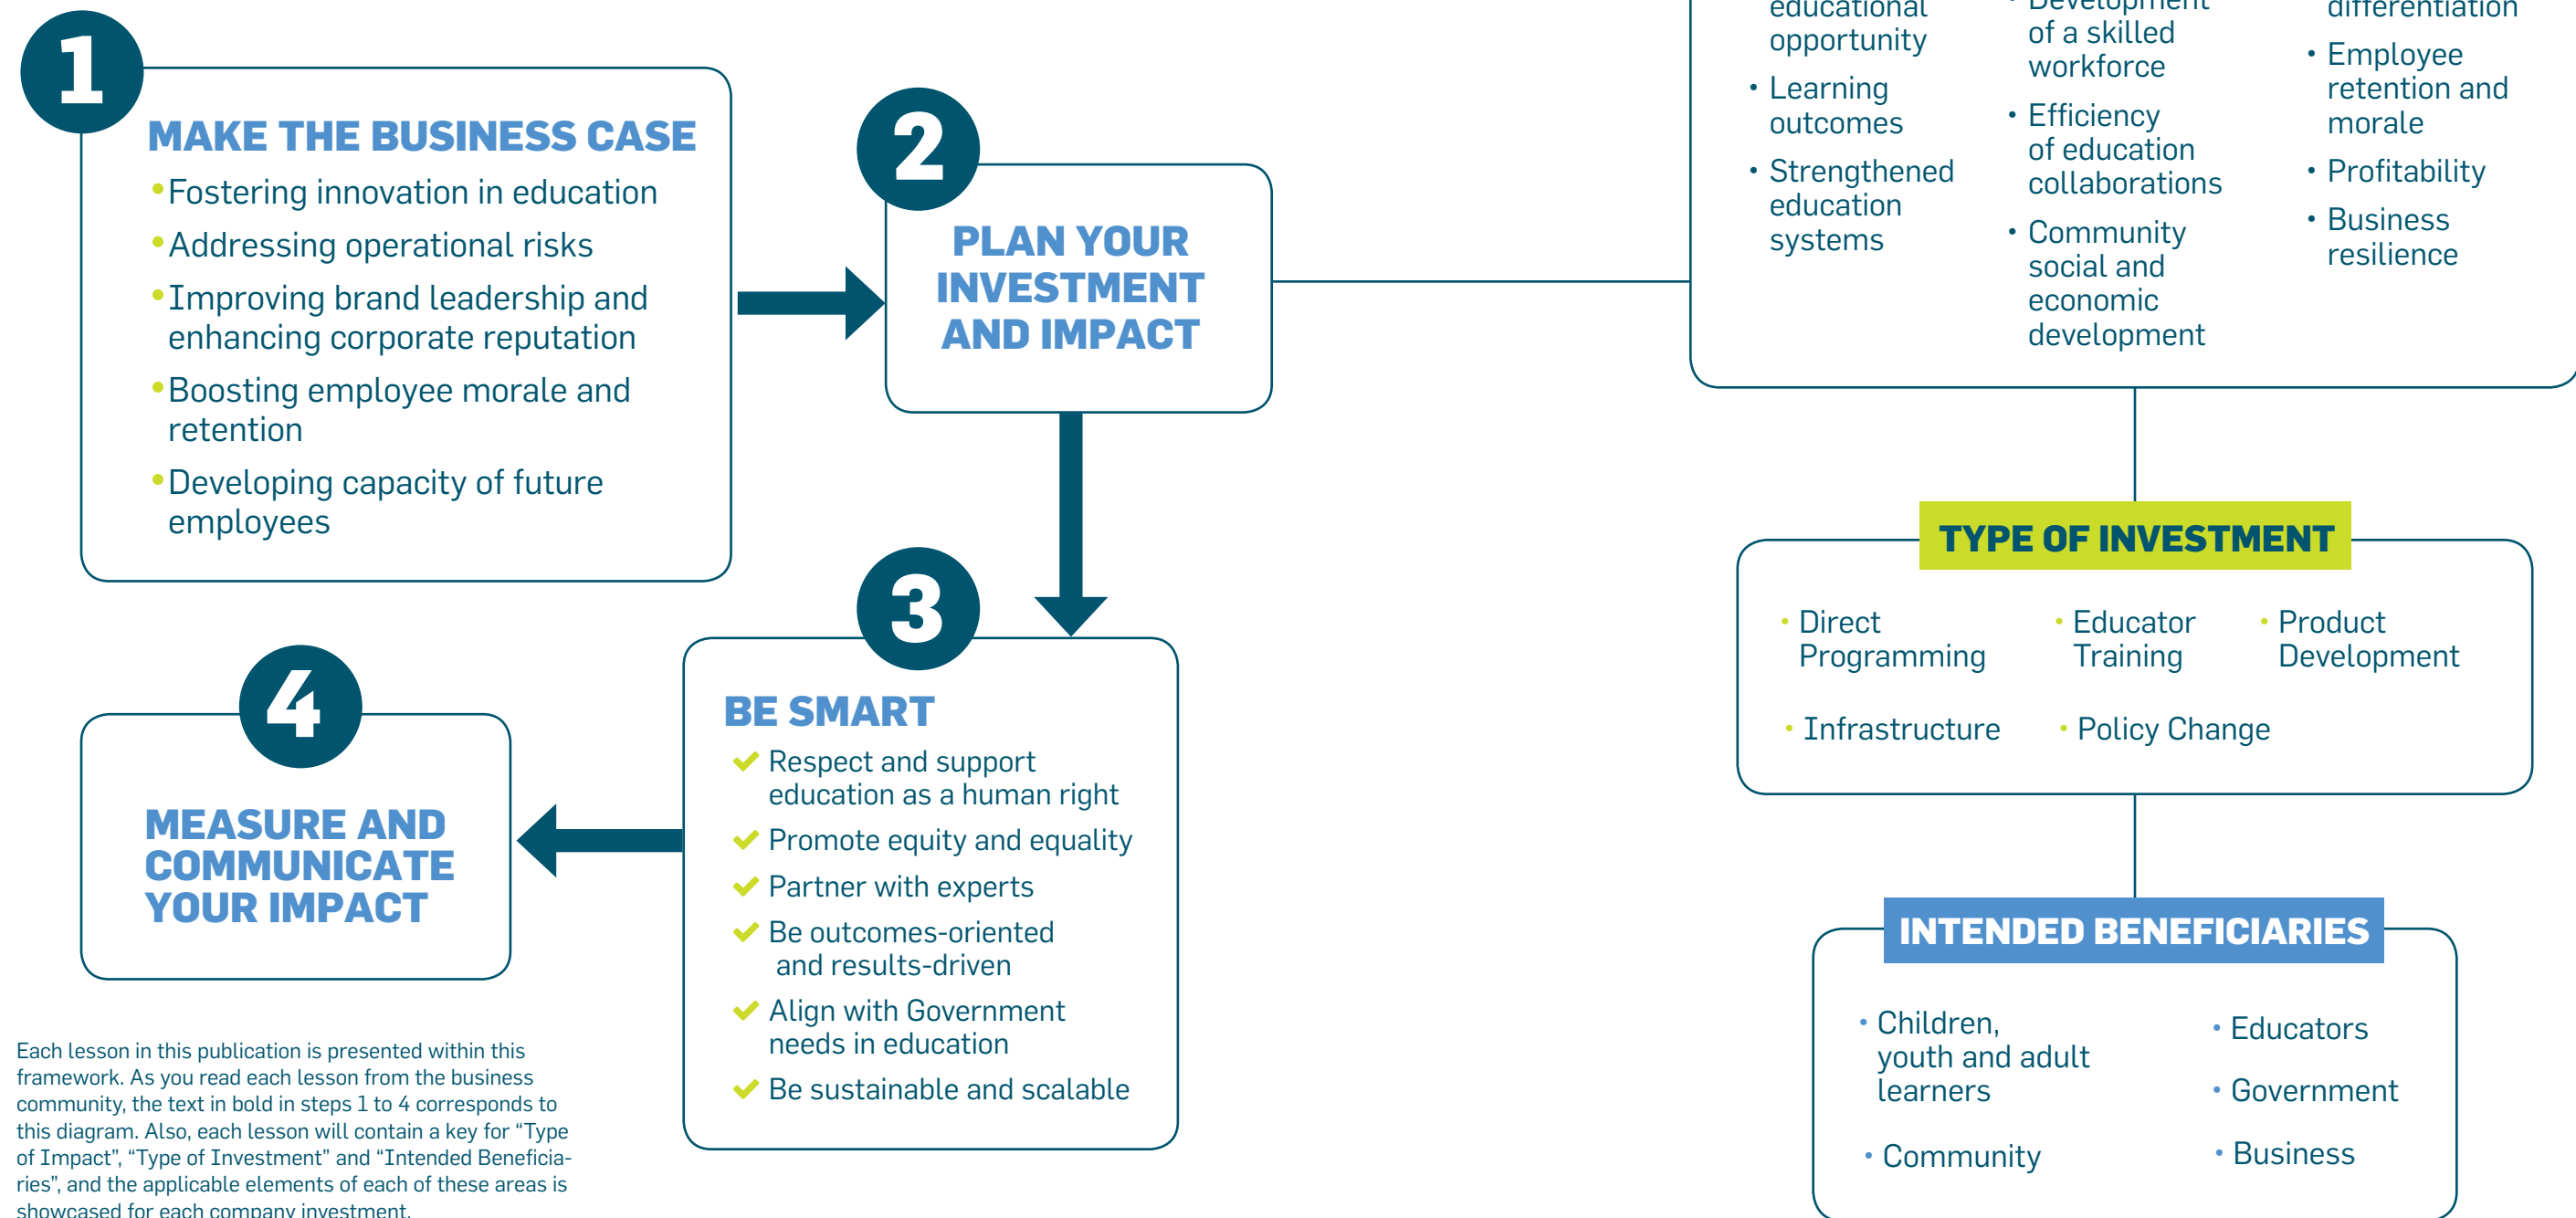 1
MAKE THE BUSINESS CASE
•Fostering innovation in education
•Addressing operational risks
•Improving brand leadership and
enhancing corporate reputation
•Boosting employee morale and
retention
•Developing capacity of future
employees
2
PLAN YOUR
INVESTMENT
AND IMPACT
educational
opportunity
• Learning
outcomes
• Strengthened
education
systems
• Development
of a skilled
workforce
• Efficiency
of education
collaborations
• Community
social and
economic
development
differentiation
• Employee
retention and
morale
• Profitability
• Business
resilience
3
BE SMART
✔ Respect and support
education as a human right
✔ Promote equity and equality
✔ Partner with experts
✔ Be outcomes-oriented
and results-driven
✔ Align with Government
needs in education
✔ Be sustainable and scalable
4
MEASURE AND
COMMUNICATE
YOUR IMPACT
TYPE OF INVESTMENT
• Direct
Programming
• Educator
Training
• Product
Development
• Infrastructure
• Policy Change
INTENDED BENEFICIARIES
• Children,
youth and adult
learners
• Community
• Educators
• Government
• Business
Each lesson in this publication is presented within this
framework. As you read each lesson from the business
community, the text in bold in steps 1 to 4 corresponds to
this diagram. Also, each lesson will contain a key for “Type
of Impact”, “Type of Investment” and “Intended Beneficia-
ries”, and the applicable elements of each of these areas is
showcased for each company investment.